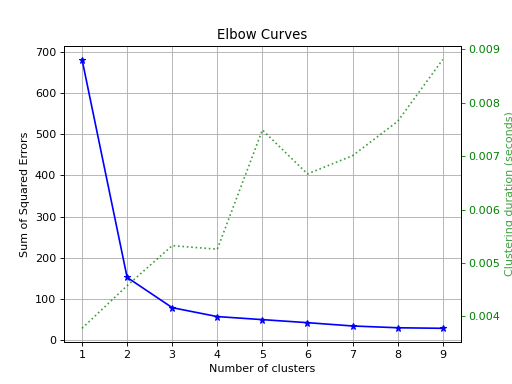 Elbow Curves
Sum of Squared Errors
700
600
500
400
300
200
100
0
1 2 3 4 5 6 7 8 9
Number of clusters
0.009
0.008
0.007
0.006
0.005
0.004
Clustering duration (seconds)